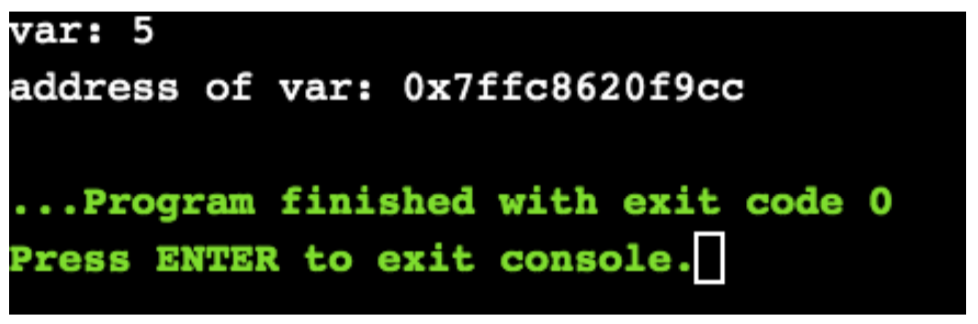 var: 5
address of var: 0x7ffc8620f9cc
...Program finished with exit code 0
Press ENTER to exit console.